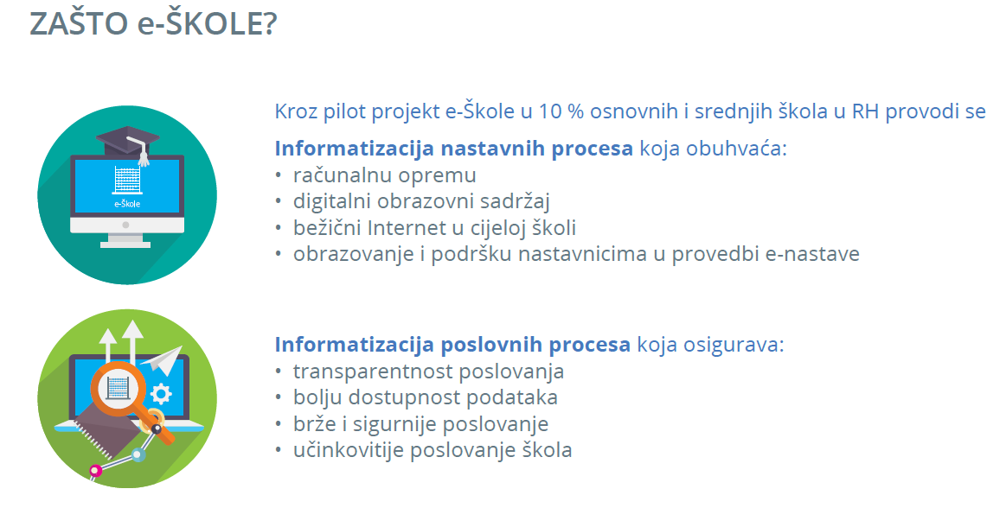 ZAŠTO e-ŠKOLE?
Kroz pilot projekt e-Škole u 10 % osnovnih i srednjih škola u RH provodi se
Informatizacija nastavnih procesa koja obuhvaća:
• računalnu opremu
• digitalni obrazovni sadržaj
• bežični Internet u cijeloj školi
• obrazovanje i podršku nastavnicima u provedbi e-nastave
e-Škole
Informatizacija poslovnih procesa koja osigurava:
• transparentnost poslovanja
• bolju dostupnost podataka
• brže i sigurnije poslovanje
• učinkovitije poslovanje škola